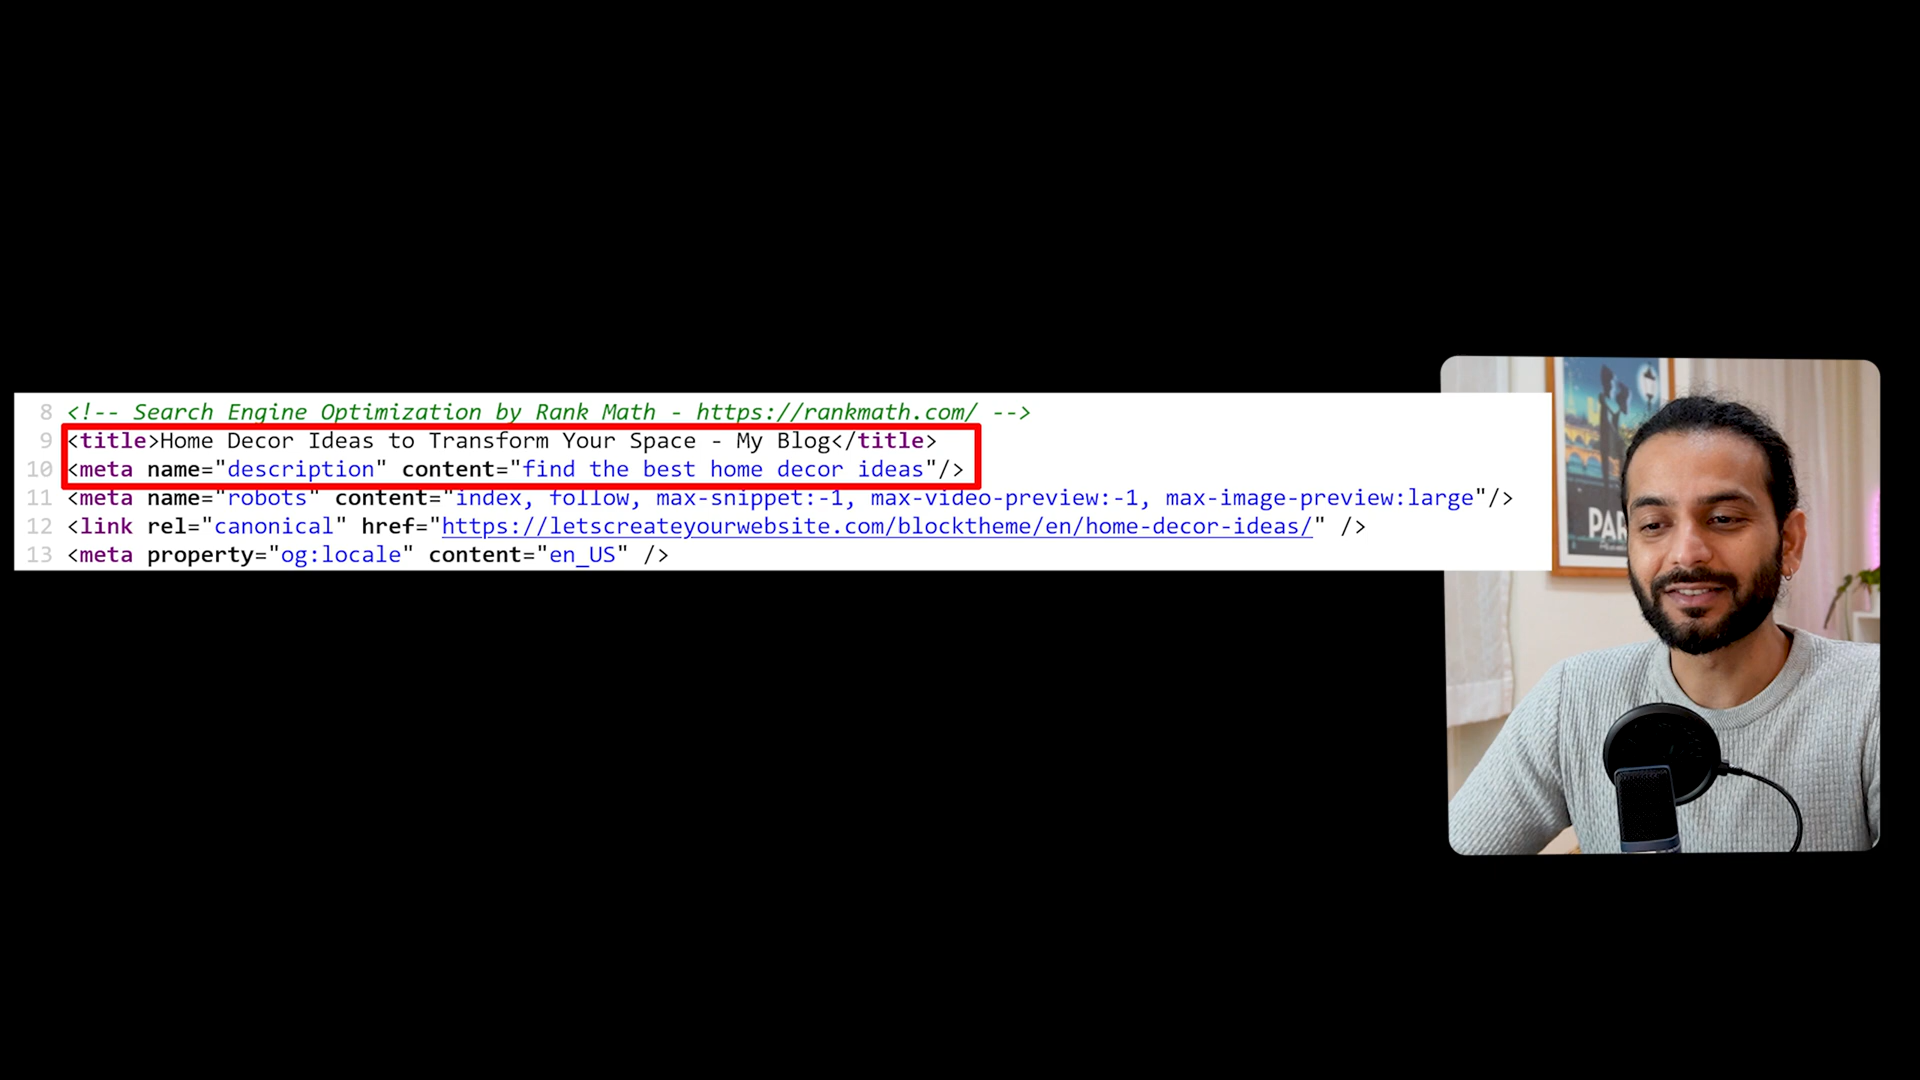 8 <!-- Search Engine Optimization by Rank Math - https://rankmath.com/ -->
9 <title>Home Decor Ideas to Transform Your Space - My Blog</title>
10 <meta name="description" content="find the best home decor ideas"/>
11 <meta name="robots" content="index, follow, max-snippet:-1, max-video-preview:-1, max-image-preview:large"/>
12 <link rel="canonical" href="https://letscreateyourwebsite.com/blocktheme/en/home-decor-ideas/" />
13 <meta property="og:locale" content="en_US" />
PAR